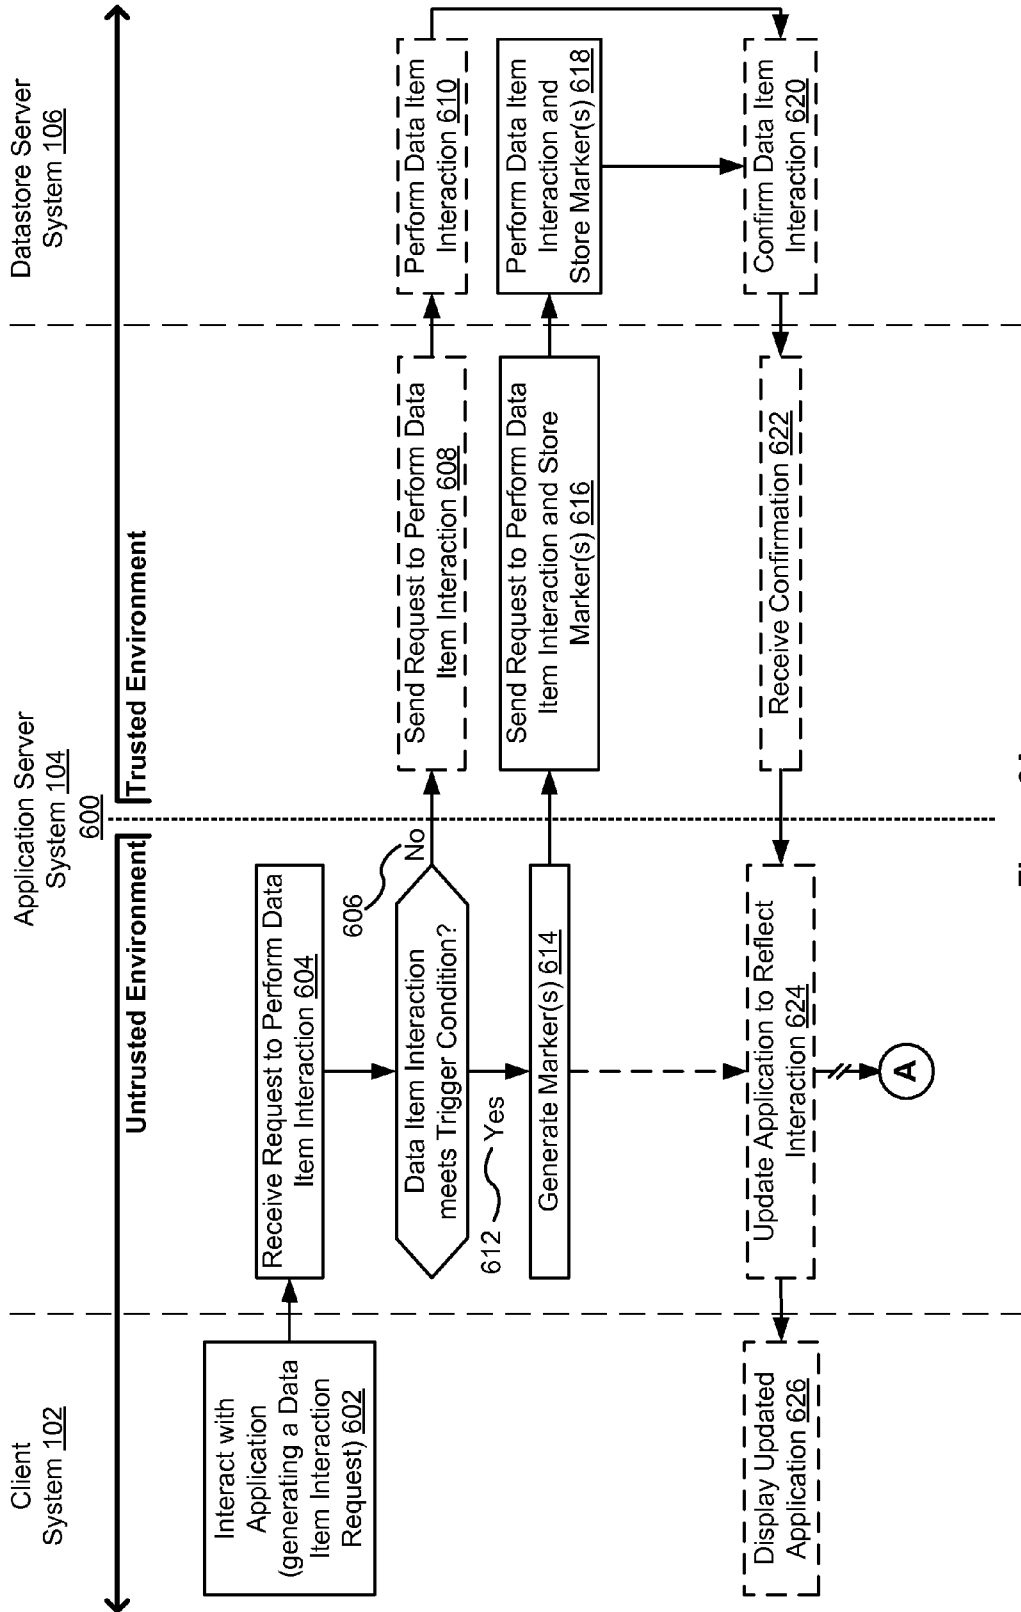 Client
System 102
Application Server
System 104
600
Datastore Server
System 106
Untrusted Environment
Trusted Environment
Interact with
Application
(generating a Data
Item Interaction
Request) 602
Receive Request to Perform Data
Item Interaction 604
Data Item Interaction
meets Trigger Condition?
606
No
Send Request to Perform Data
Item Interaction 608
Perform Data Item
Interaction 610
612
Yes
Generate Marker(s) 614
Send Request to Perform Data
Item Interaction and Store
Marker(s) 616
Perform Data Item
Interaction and
Store Marker(s) 618
Confirm Data Item
Interaction 620
Receive Confirmation 622
Update Application to Reflect
Interaction 624
Display Updated
Application 626
A